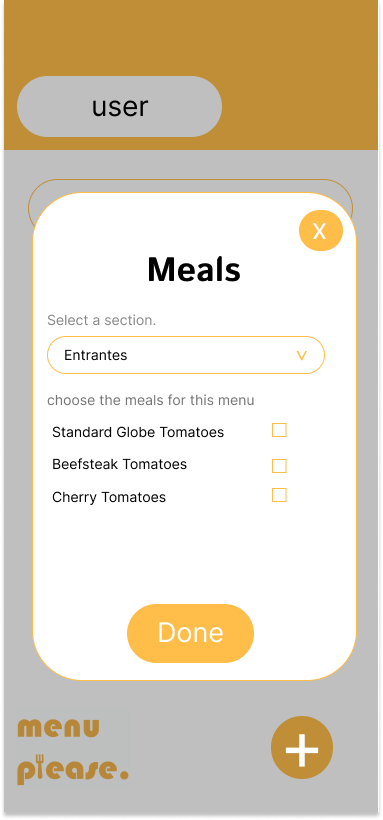 user
X
Meals
Select a section.
Entrantes
choose the meals for this menu
Standard Globe Tomatoes
Beefsteak Tomatoes
Cherry Tomatoes
Done
menu
please.
+